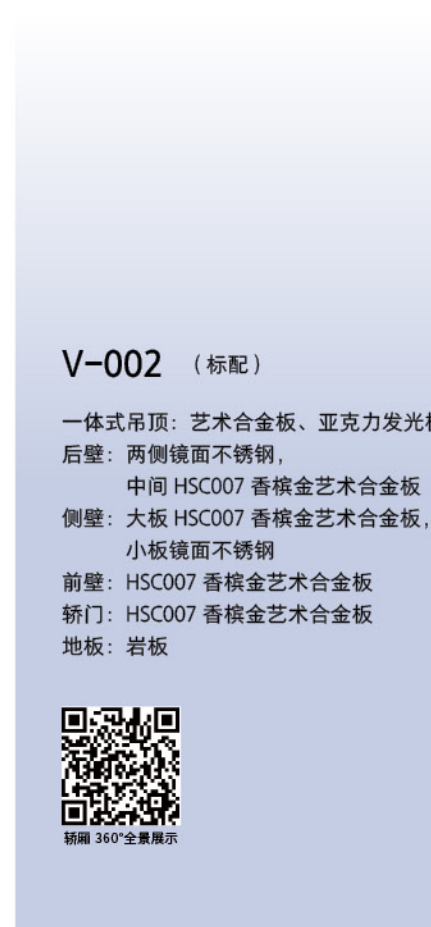 V-002 （标配）
一体式吊顶：艺术合金板、亚克力发光
后壁：两侧镜面不锈钢，
中间 HSC007 香槟金艺术合金板
侧壁：大板 HSC007 香槟金艺术合金板，
小板镜面不锈钢
前壁：HSC007 香槟金艺术合金板
轿门：HSC007 香槟金艺术合金板
地板：岩板
轿厢 360°全景展示